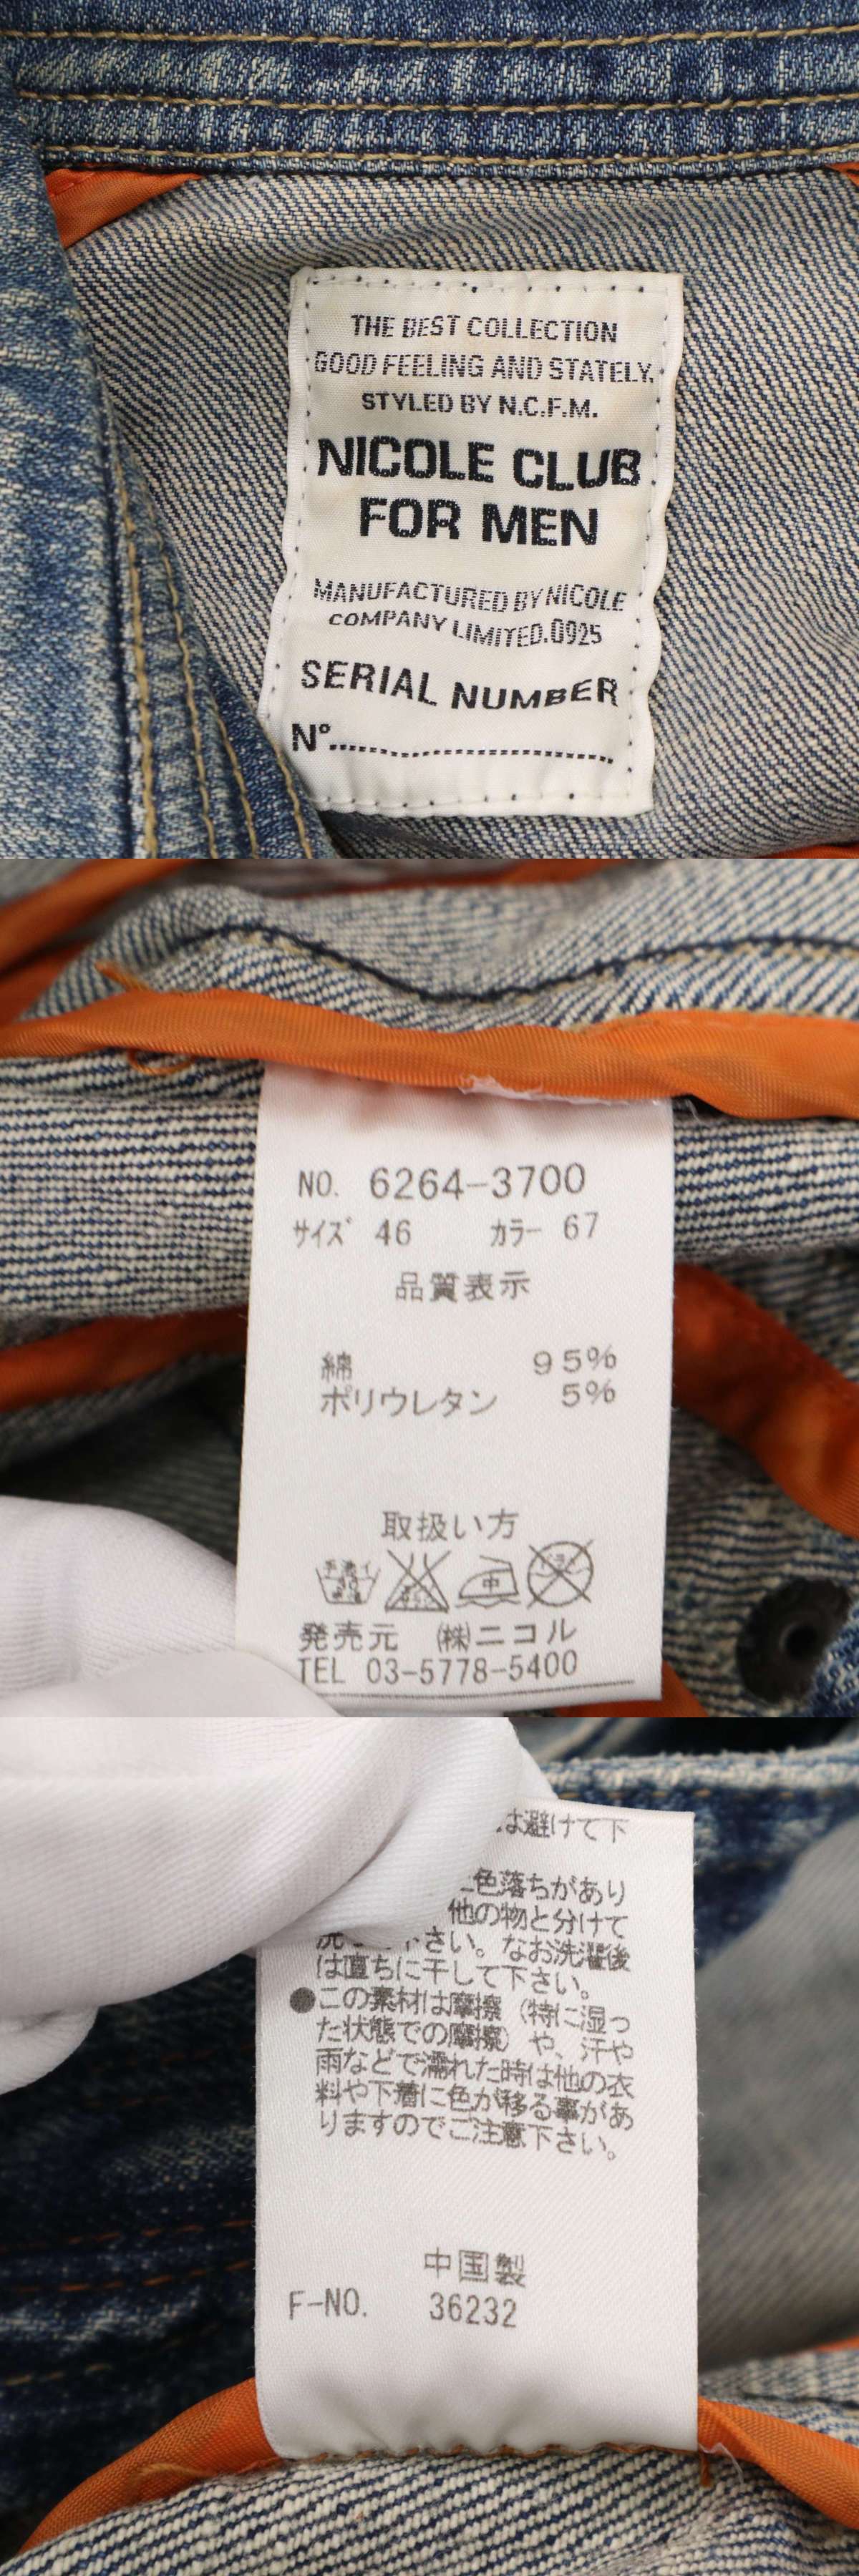 THE BEST COLLECTION
GOOD FEELING AND STATELY.
STYLED BY N.C.F.M.
NICOLE CLUB
FOR MEN
MANUFACTURED BY NICOLE
COMPANY LIMITED.0925
SERIAL NUMBER
Nº
NO. 6264-3700
サイズ 46 カラー 67
品質表示
綿 95%
ポリウレタン 5%
取扱い方
中
発売元 ㈱ニコル
TEL 03-5778-5400
は避けて下
色落ちがあり
他の物と分けて
さい。なお洗濯後
は直ちに干して下さい。
●この素材は摩擦（特に湿っ
た状態での摩擦）や、汗や
雨などで濡れた時は他の衣
料や下着に色が移る事があ
りますのでご注意下さい。
中国製
F-NO. 36232